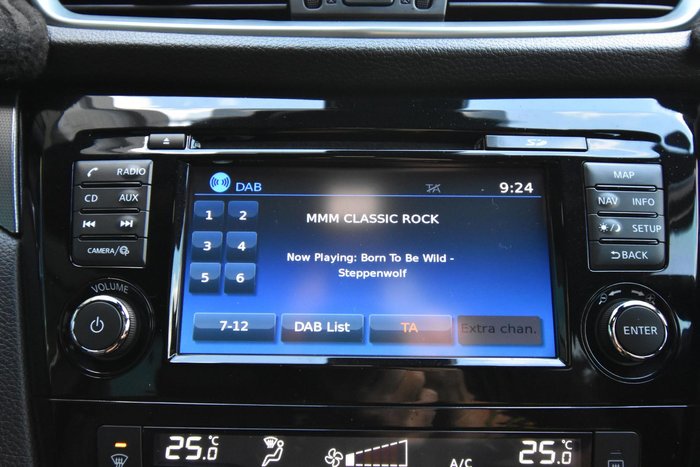 SD
RADIO
CD AUX
CAMERA/
VOLUME
DAB TA 9:24
1 2
3 4
5 6
MMM CLASSIC ROCK
Now Playing: Born To Be Wild -
Steppenwolf
7-12 DAB List TA Extra chan.
MAP
NAV INFO
SETUP
BACK
ENTER
25.0°C
A/C
25.0°C